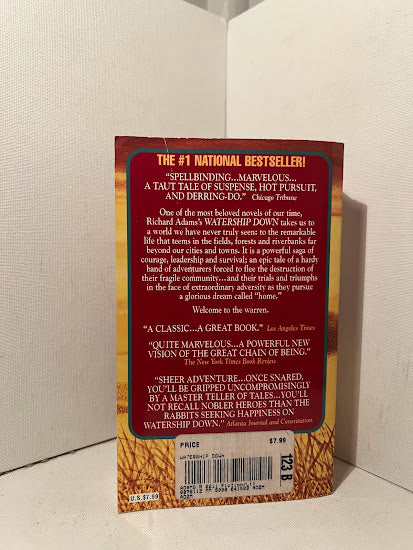 THE #1 NATIONAL BESTSELLER!
"SPELLBINDING...MARVELOUS...
A TAUT TALE OF SUSPENSE, HOT PURSUIT,
AND DERRING-DO." Chicago Tribune
One of the most beloved novels of our time,
Richard Adams's WATERSHIP DOWN takes us to
a world we have never truly seen: to the remarkable
life that teems in the fields, forests and riverbanks far
beyond our cities and towns. It is a powerful saga of
courage, leadership and survival; an epic tale of a hardy
band of adventurers forced to flee the destruction of
their fragile community...and their trials and triumphs
in the face of extraordinary adversity as they pursue
a glorious dream called "home."
Welcome to the warren.
"A CLASSIC...A GREAT BOOK." Los Angeles Times
"QUITE MARVELOUS...A POWERFUL NEW
VISION OF THE GREAT CHAIN OF BEING."
The New York Times Book Review
"SHEER ADVENTURE...ONCE SNARED,
YOU'LL BE GRIPPED UNCOMPROMISINGLY
BY A MASTER TELLER OF TALES...YOU'LL
NOT RECALL NOBLER HEROES THAN THE
RABBITS SEEKING HAPPINESS ON
WATERSHIP DOWN." Atlanta Journal and Constitution
PRICE $7.99
WATERSHIP DOWN
123 B
U.S.$7.99